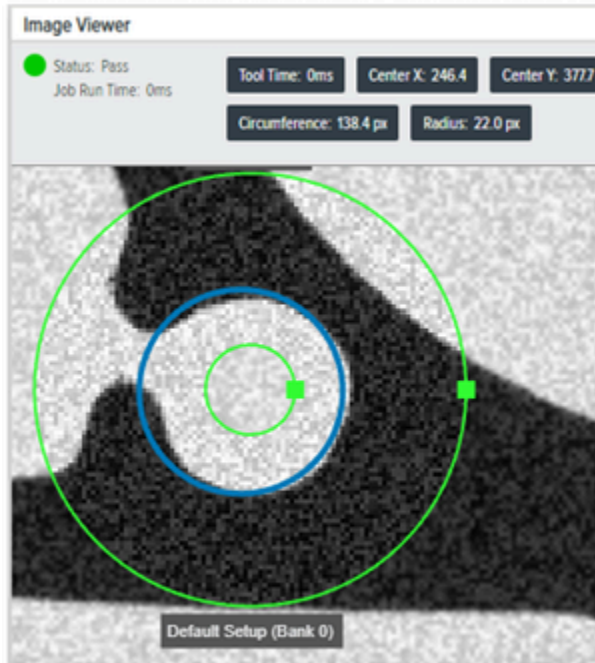 Image Viewer
Status: Pass
Job Run Time: 0ms
Tool Time: 0ms
Center X: 246.4
Center Y: 377.7
Circumference: 138.4 px
Radius: 22.0 px
Default Setup (Bank 0)